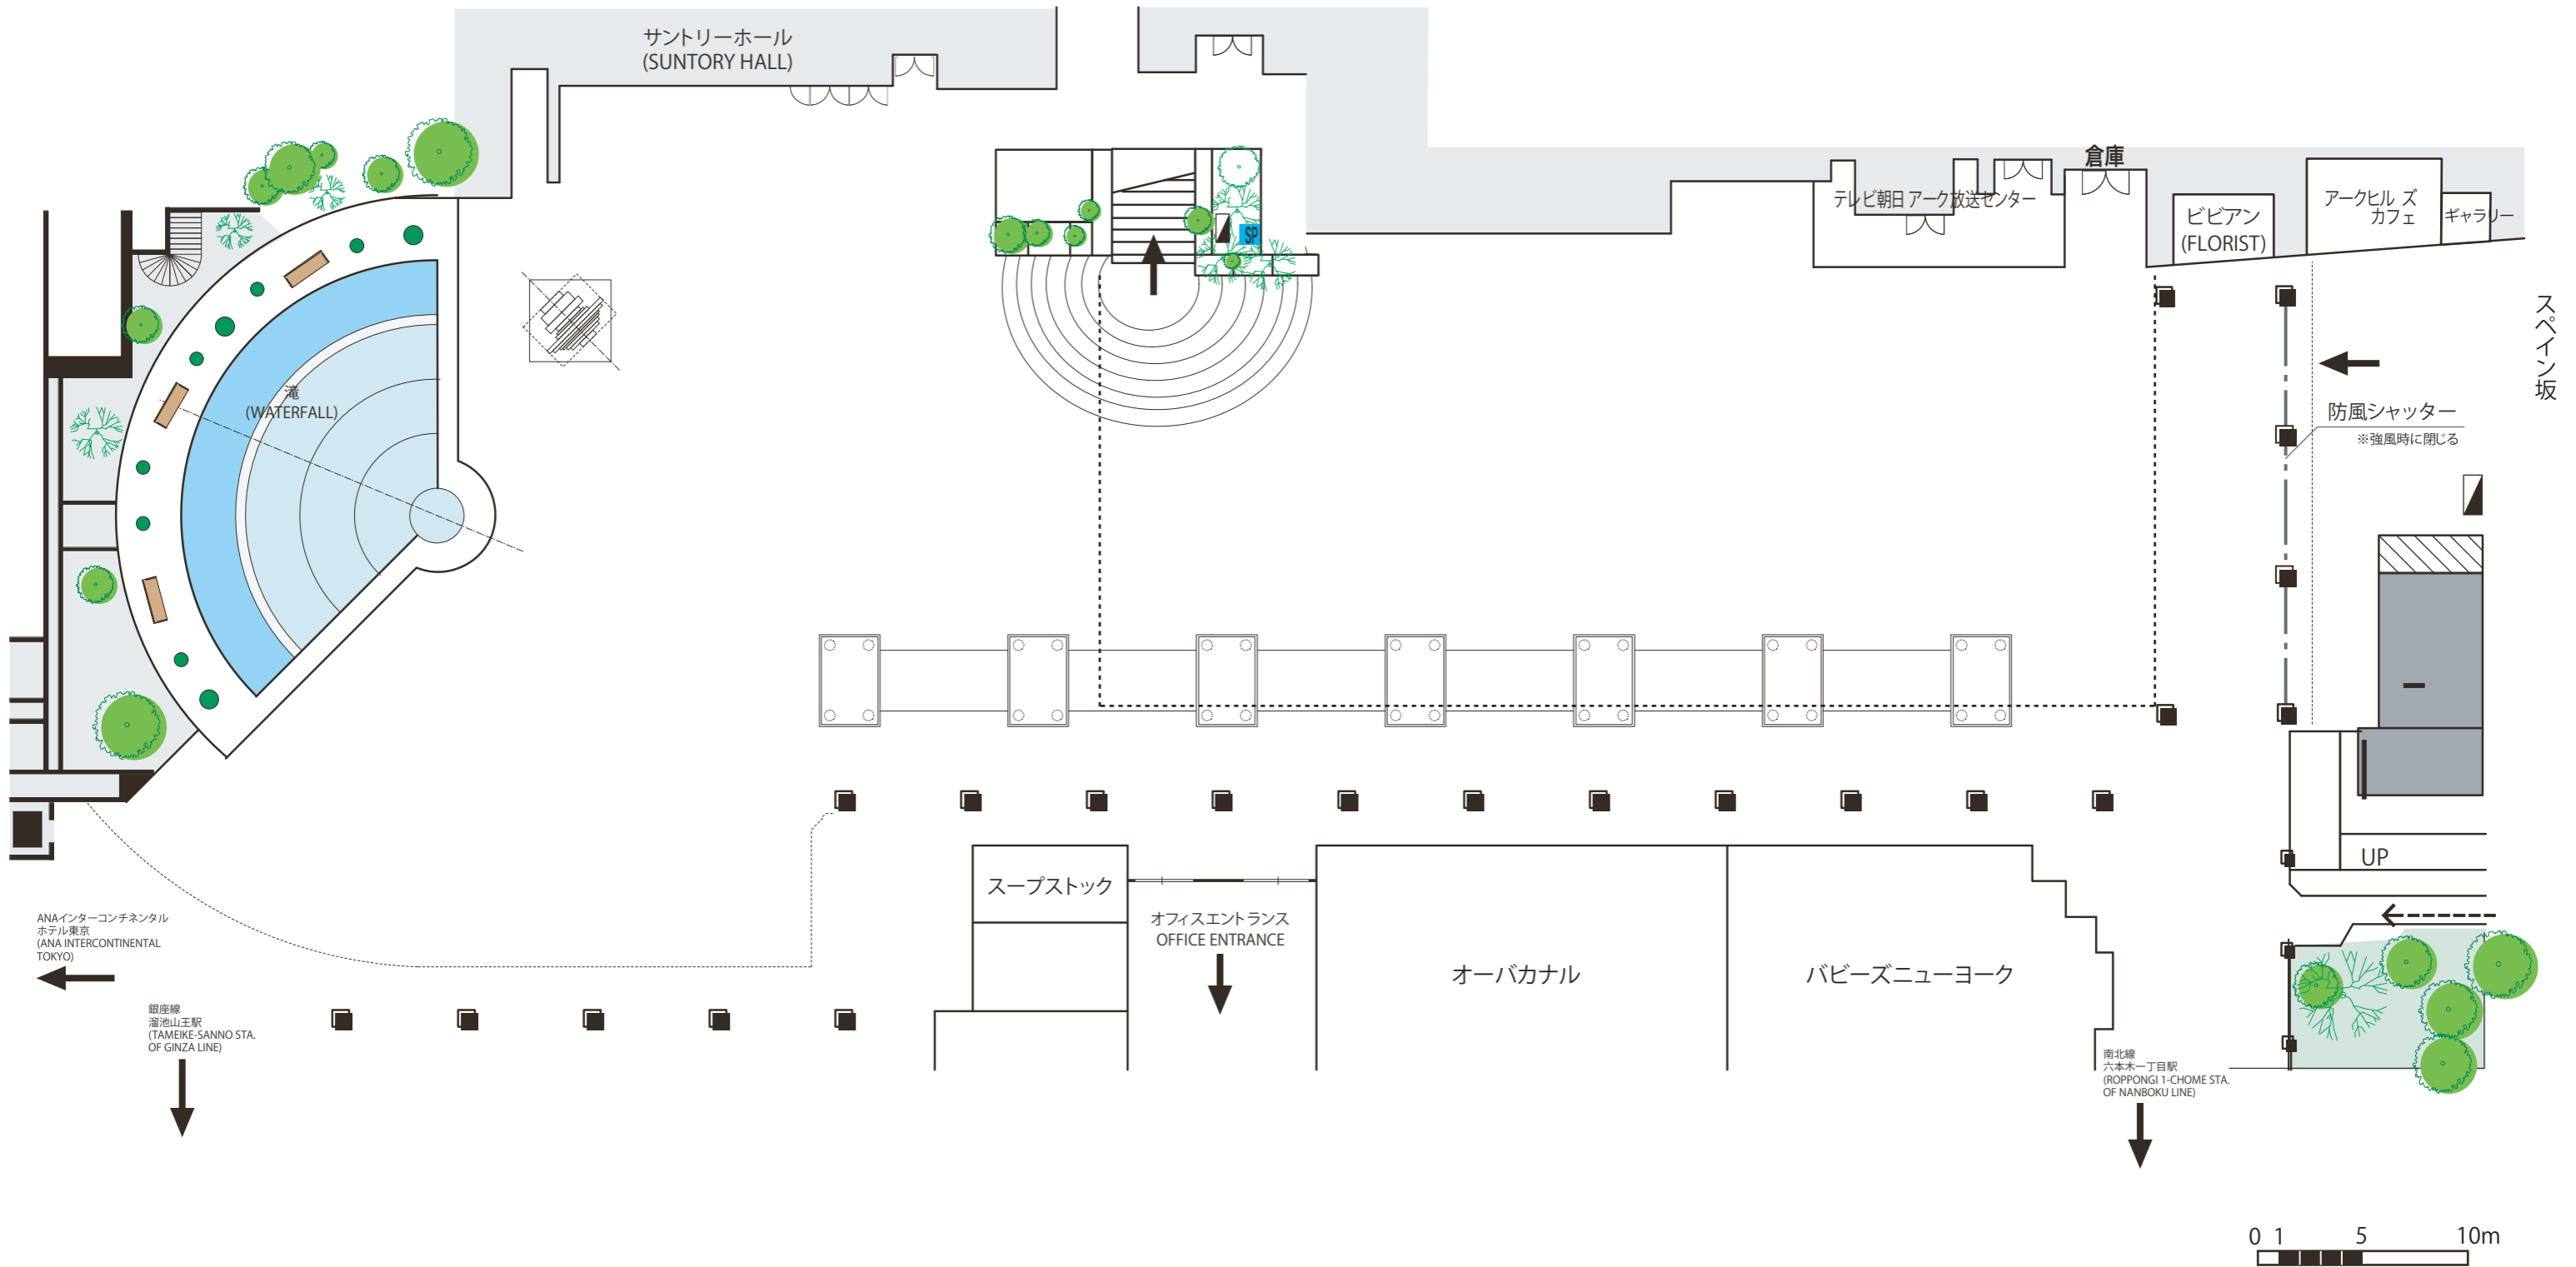 サントリーホール
(SUNTORY HALL)
倉庫
テレビ朝日 アーク放送センター
ビビアン
(FLORIST)
アークヒルズ
カフェ
ギャラリー
SP
スペイン坂
滝
(WATERFALL)
防風シャッター
※強風時に閉じる
スープストック
オフィスエントランス
OFFICE ENTRANCE
オーバカナル
バビーズニューヨーク
UP
ANAインターコンチネンタル
ホテル東京
(ANA INTERCONTINENTAL
TOKYO)
銀座線
溜池山王駅
(TAMEIKE-SANNO STA.
OF GINZA LINE)
南北線
六本木一丁目駅
(ROPPONGI 1-CHOME STA.
OF NANBOKU LINE)
0 1 5 10m